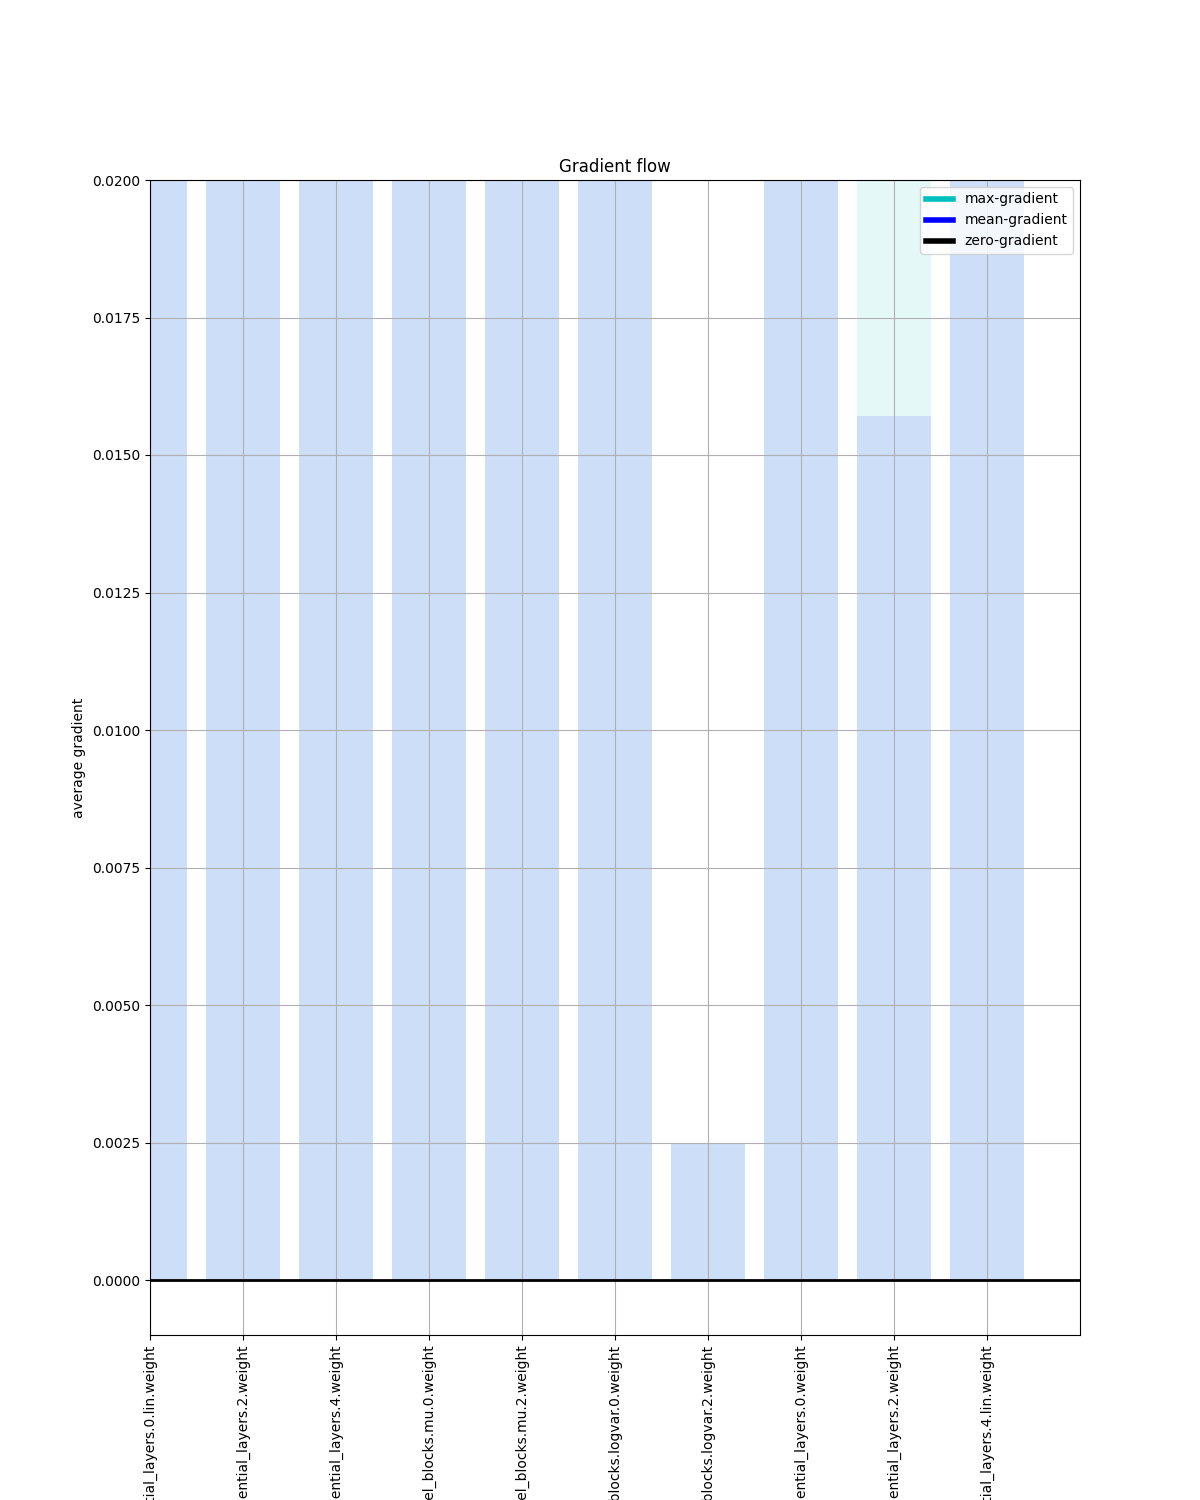 Gradient flow
max-gradient
mean-gradient
zero-gradient
average gradient
0.0200
0.0175
0.0150
0.0125
0.0100
0.0075
0.0050
0.0025
0.0000
tial_layers.0.lin.weight
ential_layers.2.weight
ential_layers.4.weight
el_blocks.mu.0.weight
el_blocks.mu.2.weight
blocks.logvar.0.weight
blocks.logvar.2.weight
ential_layers.0.weight
ential_layers.2.weight
tial_layers.4.lin.weight